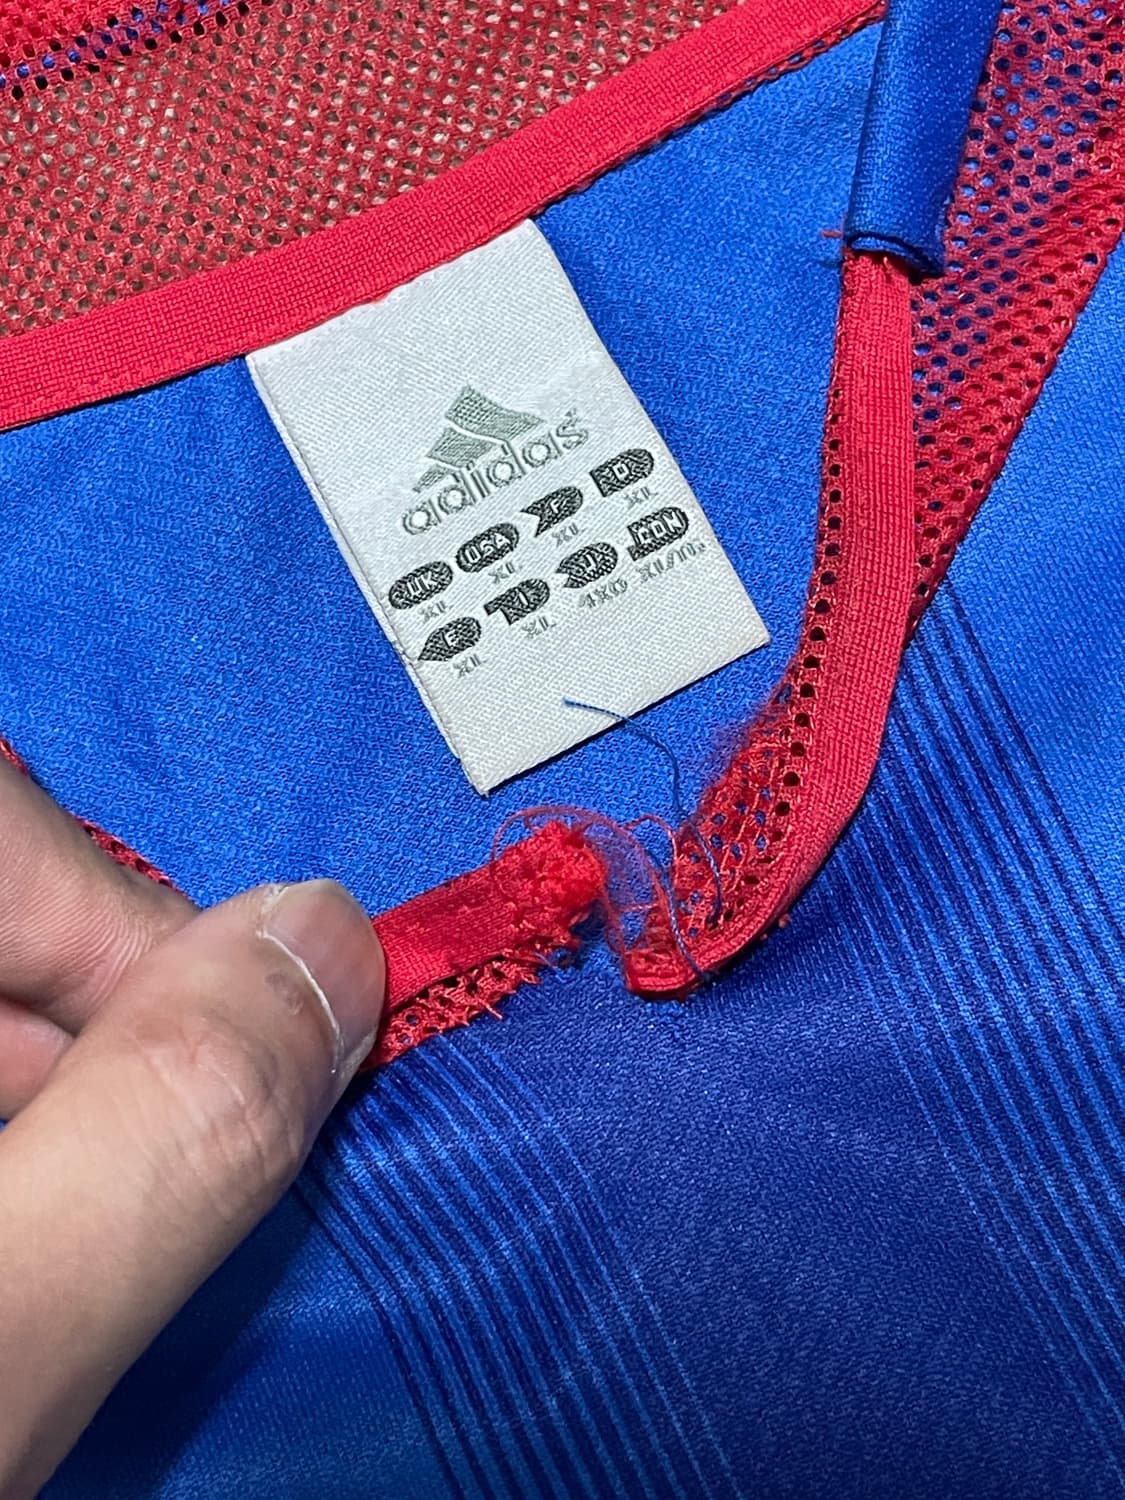 adidas
UK USA F D
XL XL XL XL
E I J CDN
XL XL 4XO XL/TG